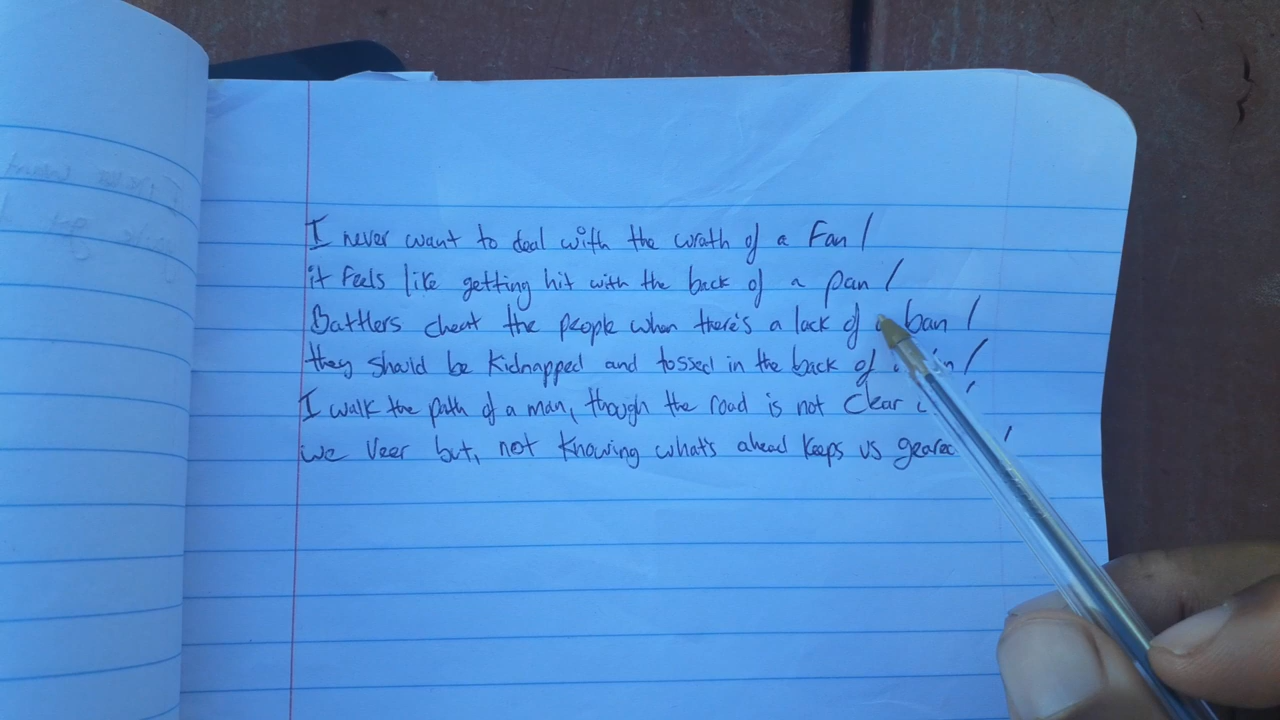 I never want to deal with the wrath of a Fan /
it feels like getting hit with the back of a pan /
Battlers cheat the people when there's a lack of a ban /
they should be kidnapped and tossed in the back of /
I walk the path of a man, though the road is not clear
we veer but, not knowing what's ahead keeps us